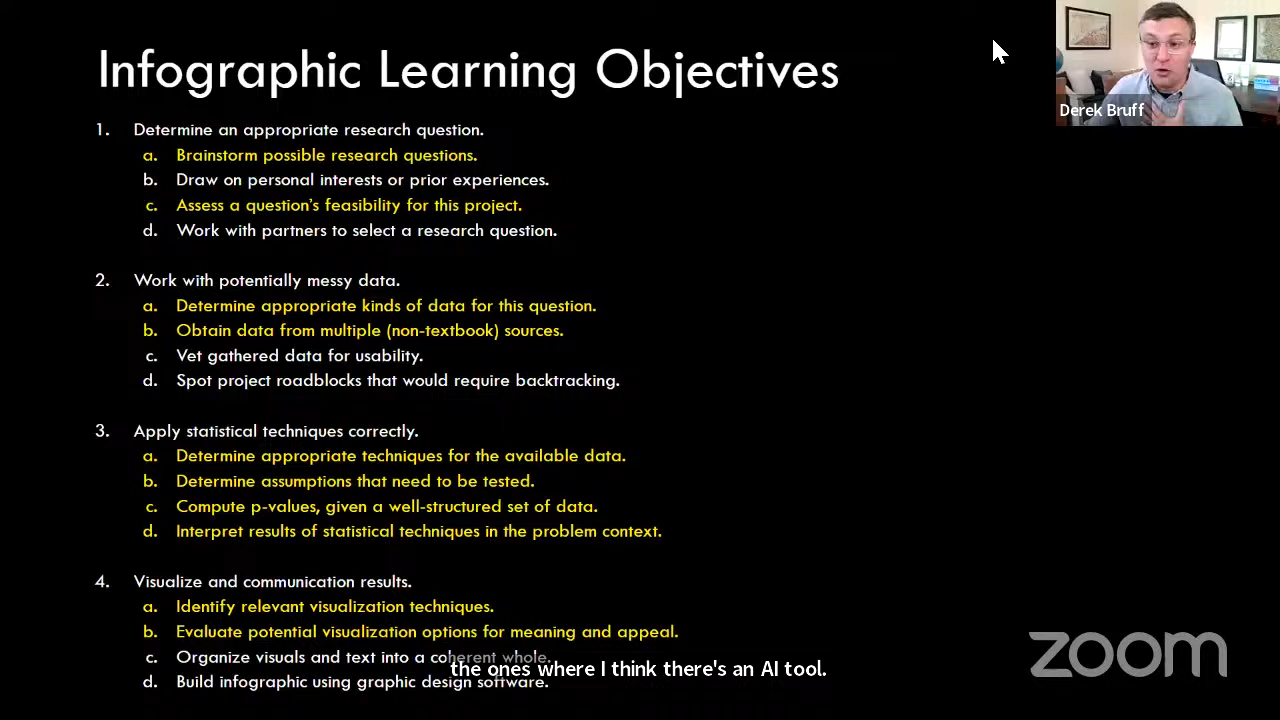 Infographic Learning Objectives
Derek Bruff
1. Determine an appropriate research question.
a. Brainstorm possible research questions.
b. Draw on personal interests or prior experiences.
c. Assess a question's feasibility for this project.
d. Work with partners to select a research question.
2. Work with potentially messy data.
a. Determine appropriate kinds of data for this question.
b. Obtain data from multiple (non-textbook) sources.
c. Vet gathered data for usability.
d. Spot project roadblocks that would require backtracking.
3. Apply statistical techniques correctly.
a. Determine appropriate techniques for the available data.
b. Determine assumptions that need to be tested.
c. Compute p-values, given a well-structured set of data.
d. Interpret results of statistical techniques in the problem context.
4. Visualize and communication results.
a. Identify relevant visualization techniques.
b. Evaluate potential visualization options for meaning and appeal.
c. Organize visuals and text into a coherent whole.
the ones where I think there's an AI tool.
d. Build infographic using graphic design software.
zoom